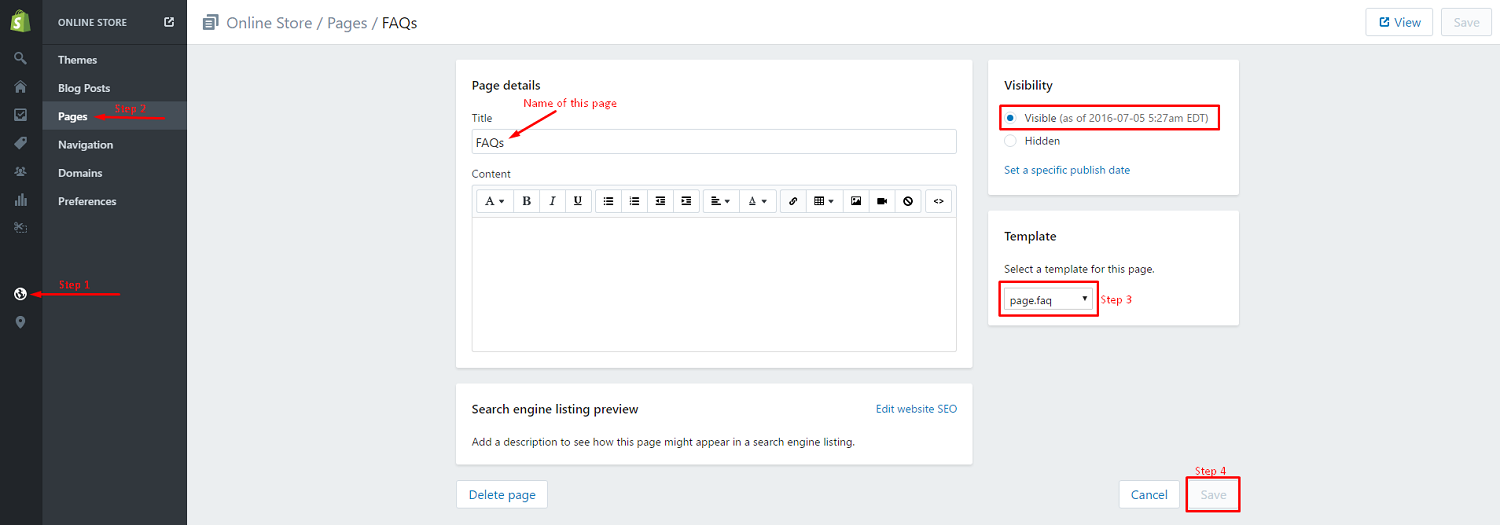 ONLINE STORE
Online Store / Pages / FAQs
View
Save
Themes
Blog Posts
Step 2
Pages
Navigation
Domains
Preferences
Step 1
Page details
Name of this page
Title
FAQs
Content
A
B
I
U
A
<>
Search engine listing preview
Edit website SEO
Add a description to see how this page might appear in a search engine listing.
Delete page
Visibility
Visible (as of 2016-07-05 5:27am EDT)
Hidden
Set a specific publish date
Template
Select a template for this page.
page.faq
Step 3
Step 4
Cancel
Save